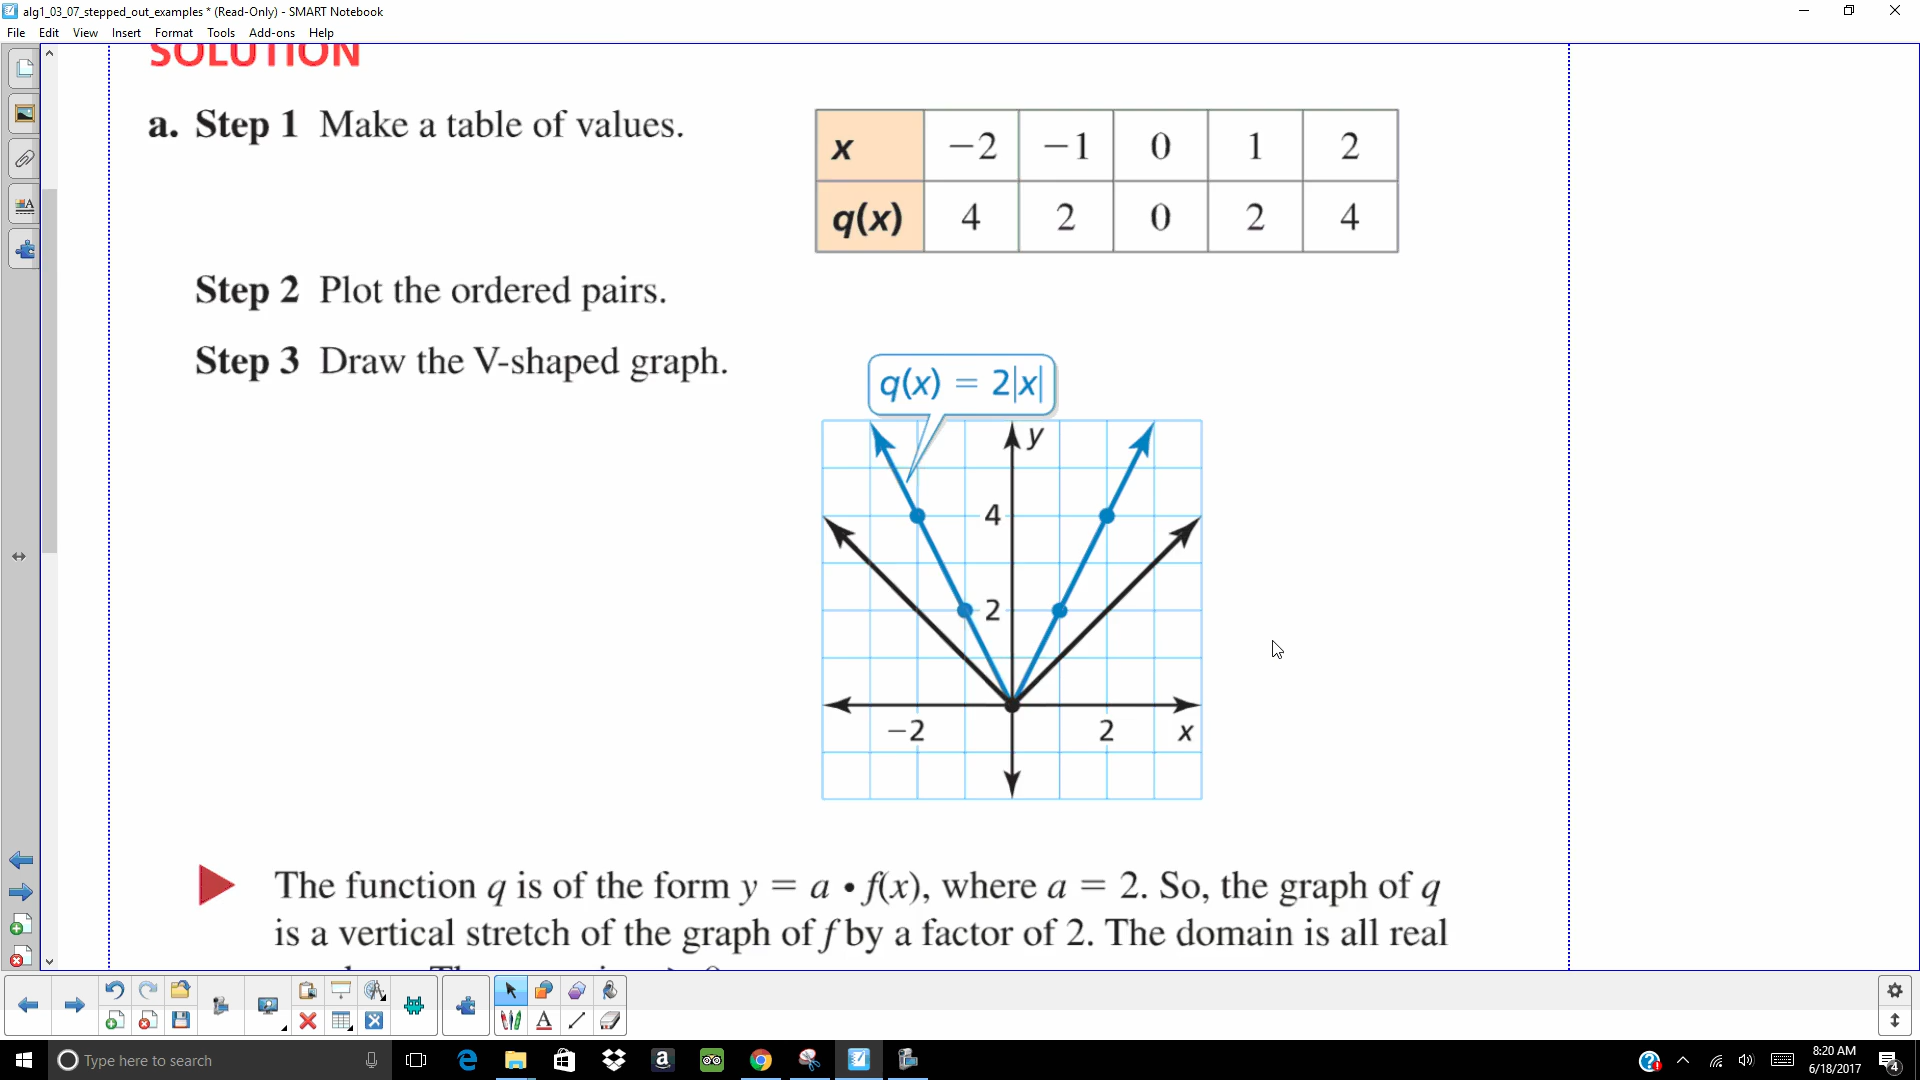 alg1_03_07_stepped_out_examples * (Read-Only) - SMART Notebook
File Edit View Insert Format Tools Add-ons Help
SOLUTION
a. Step 1 Make a table of values.
x −2 −1 0 1 2
q(x) 4 2 0 2 4
Step 2 Plot the ordered pairs.
Step 3 Draw the V-shaped graph.
q(x) = 2|x|
y
4
2
−2 2 x
The function q is of the form y = a • f(x), where a = 2. So, the graph of q
is a vertical stretch of the graph of f by a factor of 2. The domain is all real
Type here to search
8:20 AM
6/18/2017
4